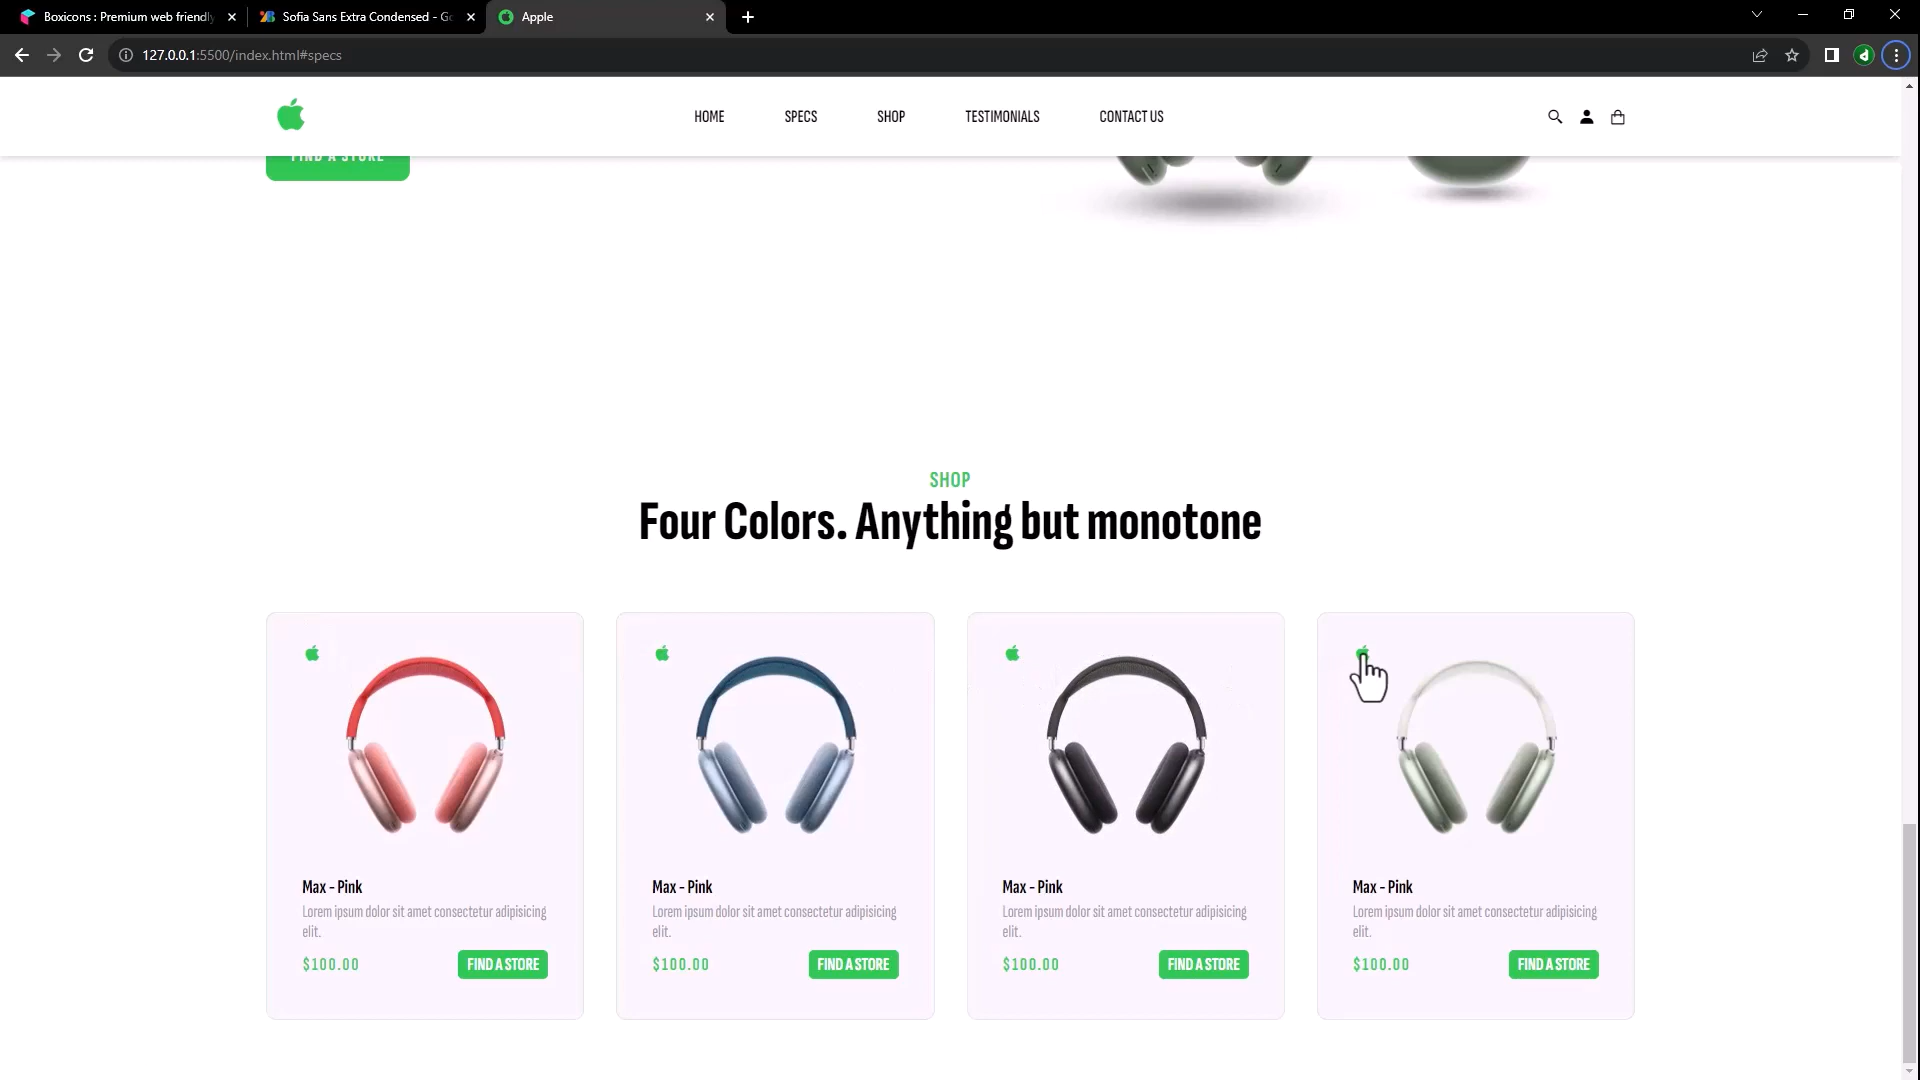 Boxicons : Premium web friendly
Sofia Sans Extra Condensed - Go
Apple
127.0.0.1:5500/index.html#specs
HOME
SPECS
SHOP
TESTIMONIALS
CONTACT US
FIND A STORE
SHOP
Four Colors. Anything but monotone
Max - Pink
Lorem ipsum dolor sit amet consectetur adipisicing
elit.
$100.00
FIND A STORE
Max - Pink
Lorem ipsum dolor sit amet consectetur adipisicing
elit.
$100.00
FIND A STORE
Max - Pink
Lorem ipsum dolor sit amet consectetur adipisicing
elit.
$100.00
FIND A STORE
Max - Pink
Lorem ipsum dolor sit amet consectetur adipisicing
elit.
$100.00
FIND A STORE